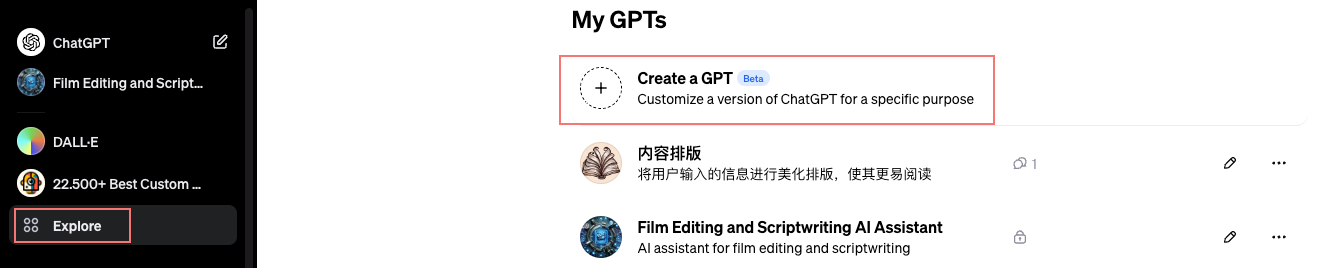 ChatGPT
Film Editing and Script...
DALL·E
22.500+ Best Custom ...
Explore
My GPTs
Create a GPT Beta
Customize a version of ChatGPT for a specific purpose
内容排版
将用户输入的信息进行美化排版，使其更易阅读
1
Film Editing and Scriptwriting AI Assistant
AI assistant for film editing and scriptwriting